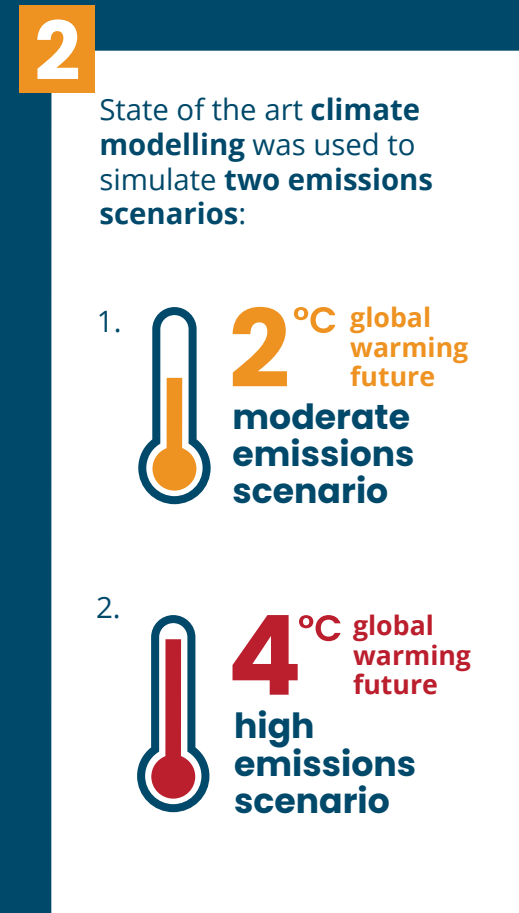 2
State of the art climate
modelling was used to
simulate two emissions
scenarios:
1.
2°C global
warming
future
moderate
emissions
scenario
2.
4°C global
warming
future
high
emissions
scenario